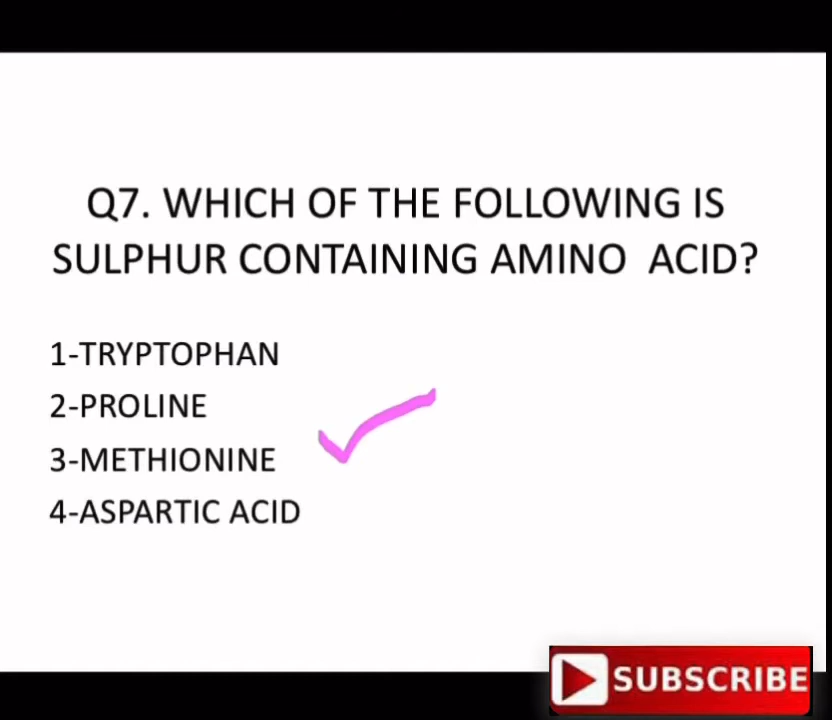 Q7. WHICH OF THE FOLLOWING IS
SULPHUR CONTAINING AMINO ACID?
1-TRYPTOPHAN
2-PROLINE
3-METHIONINE
4-ASPARTIC ACID
SUBSCRIBE